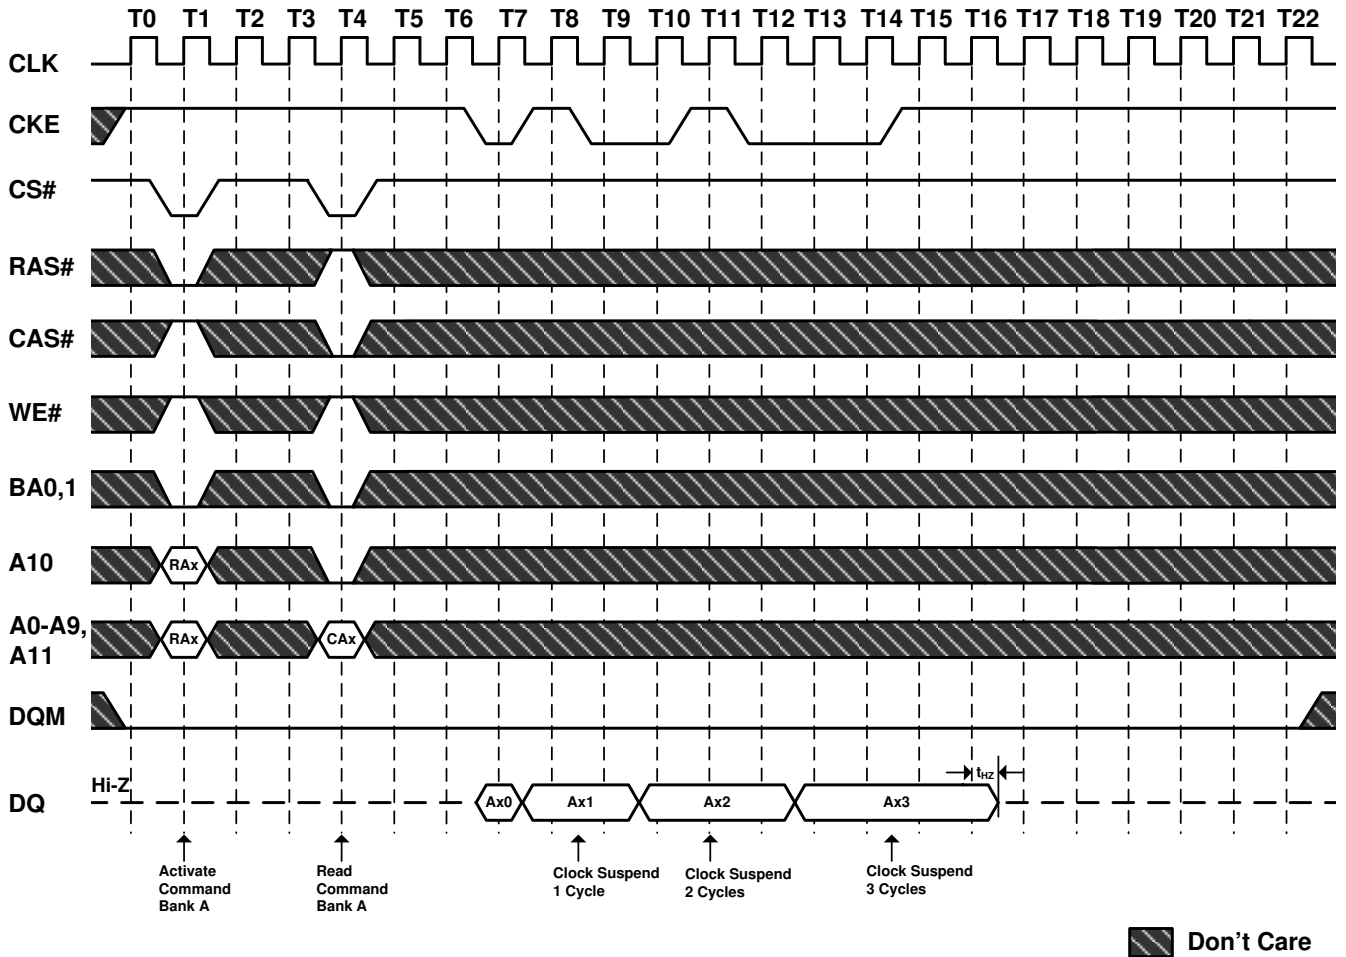 T0 T1 T2 T3 T4 T5 T6 T7 T8 T9 T10 T11 T12 T13 T14 T15 T16 T17 T18 T19 T20 T21 T22
CLK
CKE
CS#
RAS#
CAS#
WE#
BA0,1
A10
RAx
A0-A9,
A11
RAx
CAx
DQM
Hi-Z
tHZ
DQ
Ax0
Ax1
Ax2
Ax3
Activate
Command
Bank A
Read
Command
Bank A
Clock Suspend
1 Cycle
Clock Suspend
2 Cycles
Clock Suspend
3 Cycles
Don't Care